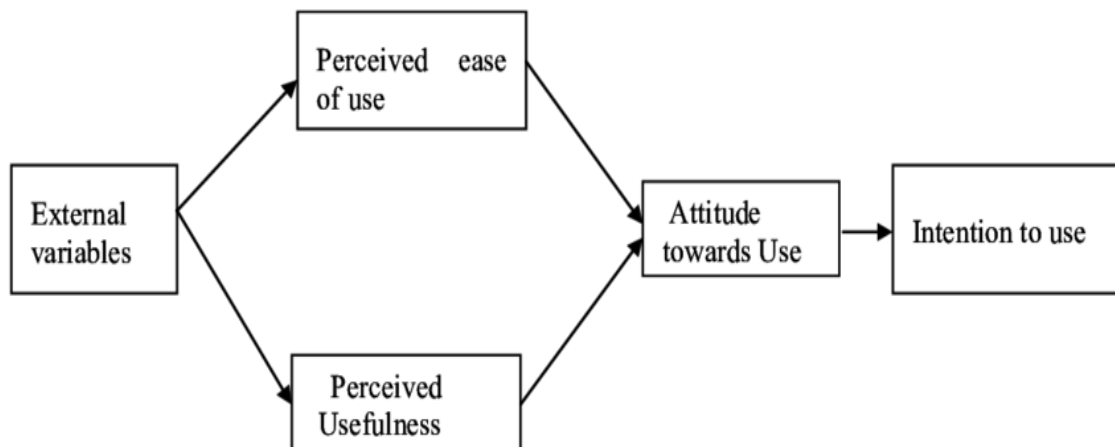 Perceived ease
of use
External
variables
Attitude
towards Use
Intention to use
Perceived
Usefulness